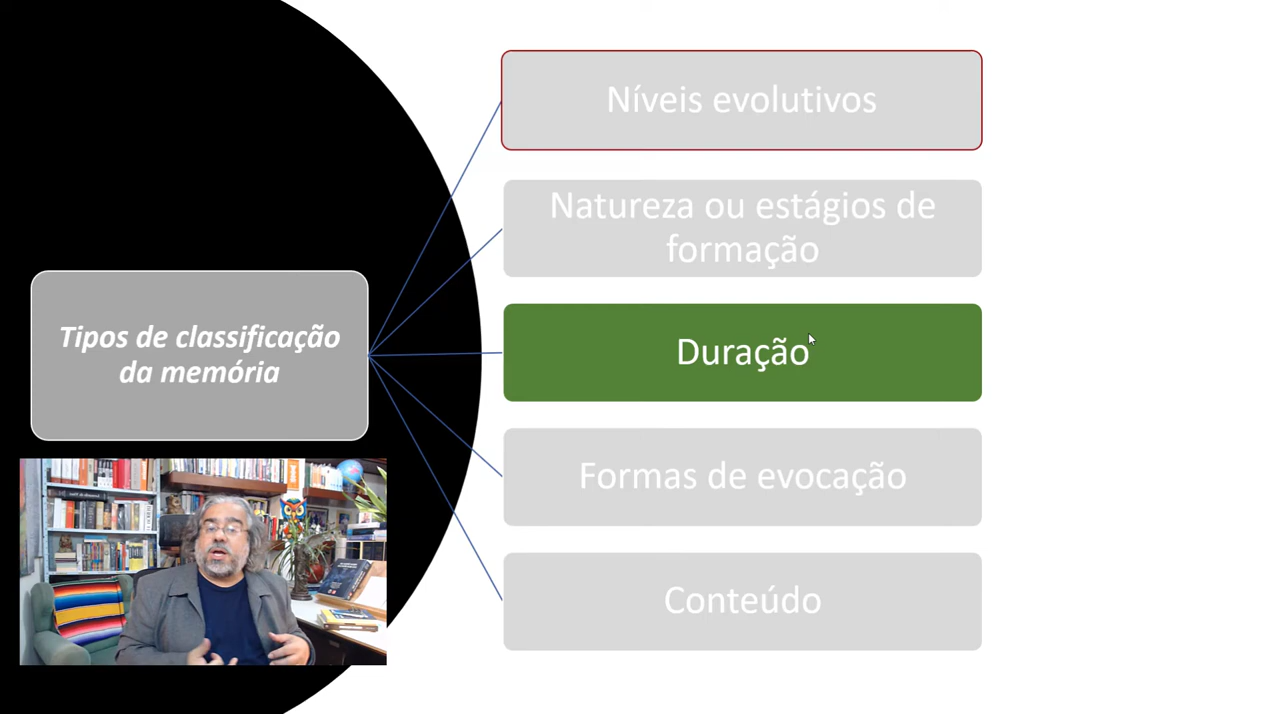 Níveis evolutivos
Natureza ou estágios de
formação
Tipos de classificação
da memória
Duração
Formas de evocação
Conteúdo